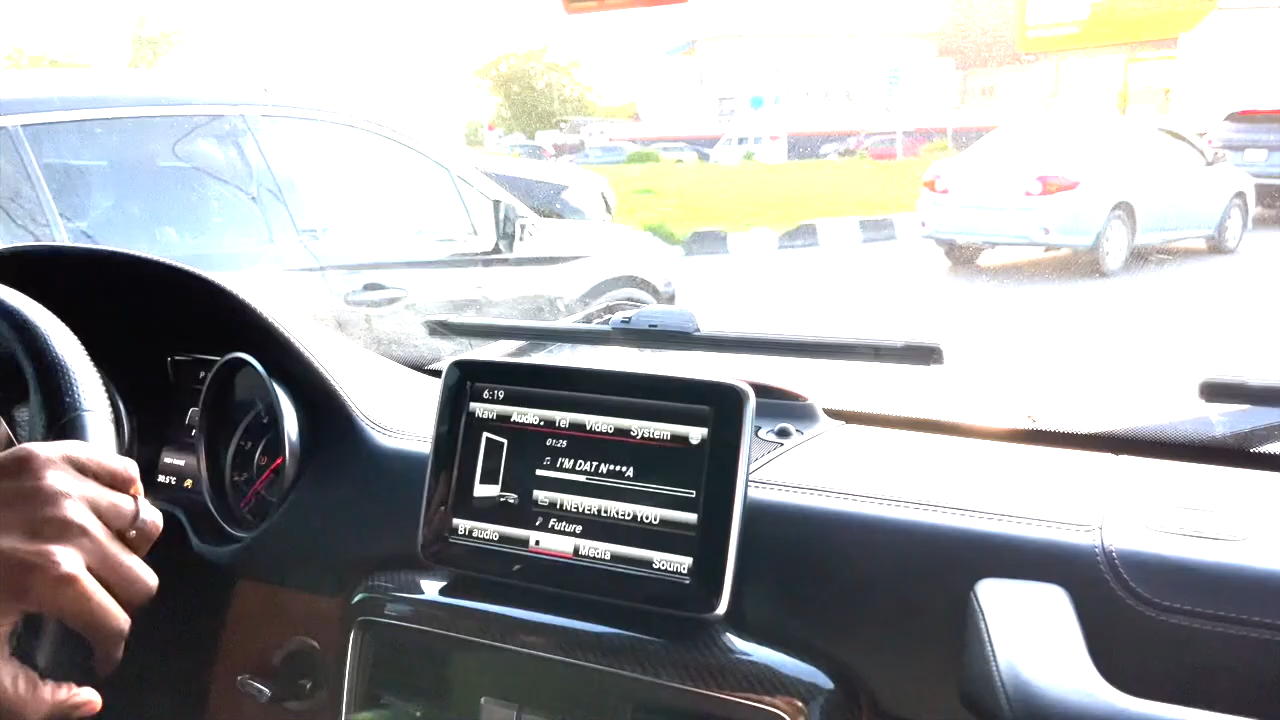 6:19
Navi Audio Tel Video System
01:25
I'M DAT N***A
I NEVER LIKED YOU
Future
BT audio Media Sound
P
30.5°C